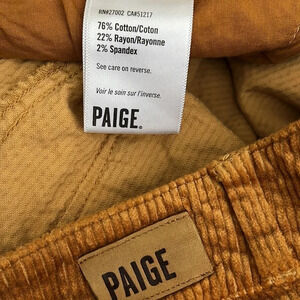 RN#27002 CA#51217
76% Cotton/Coton
22% Rayon/Rayonne
2% Spandex
See care on reverse.
Voir le soin sur l'inverse.
PAIGE.
PAIGE